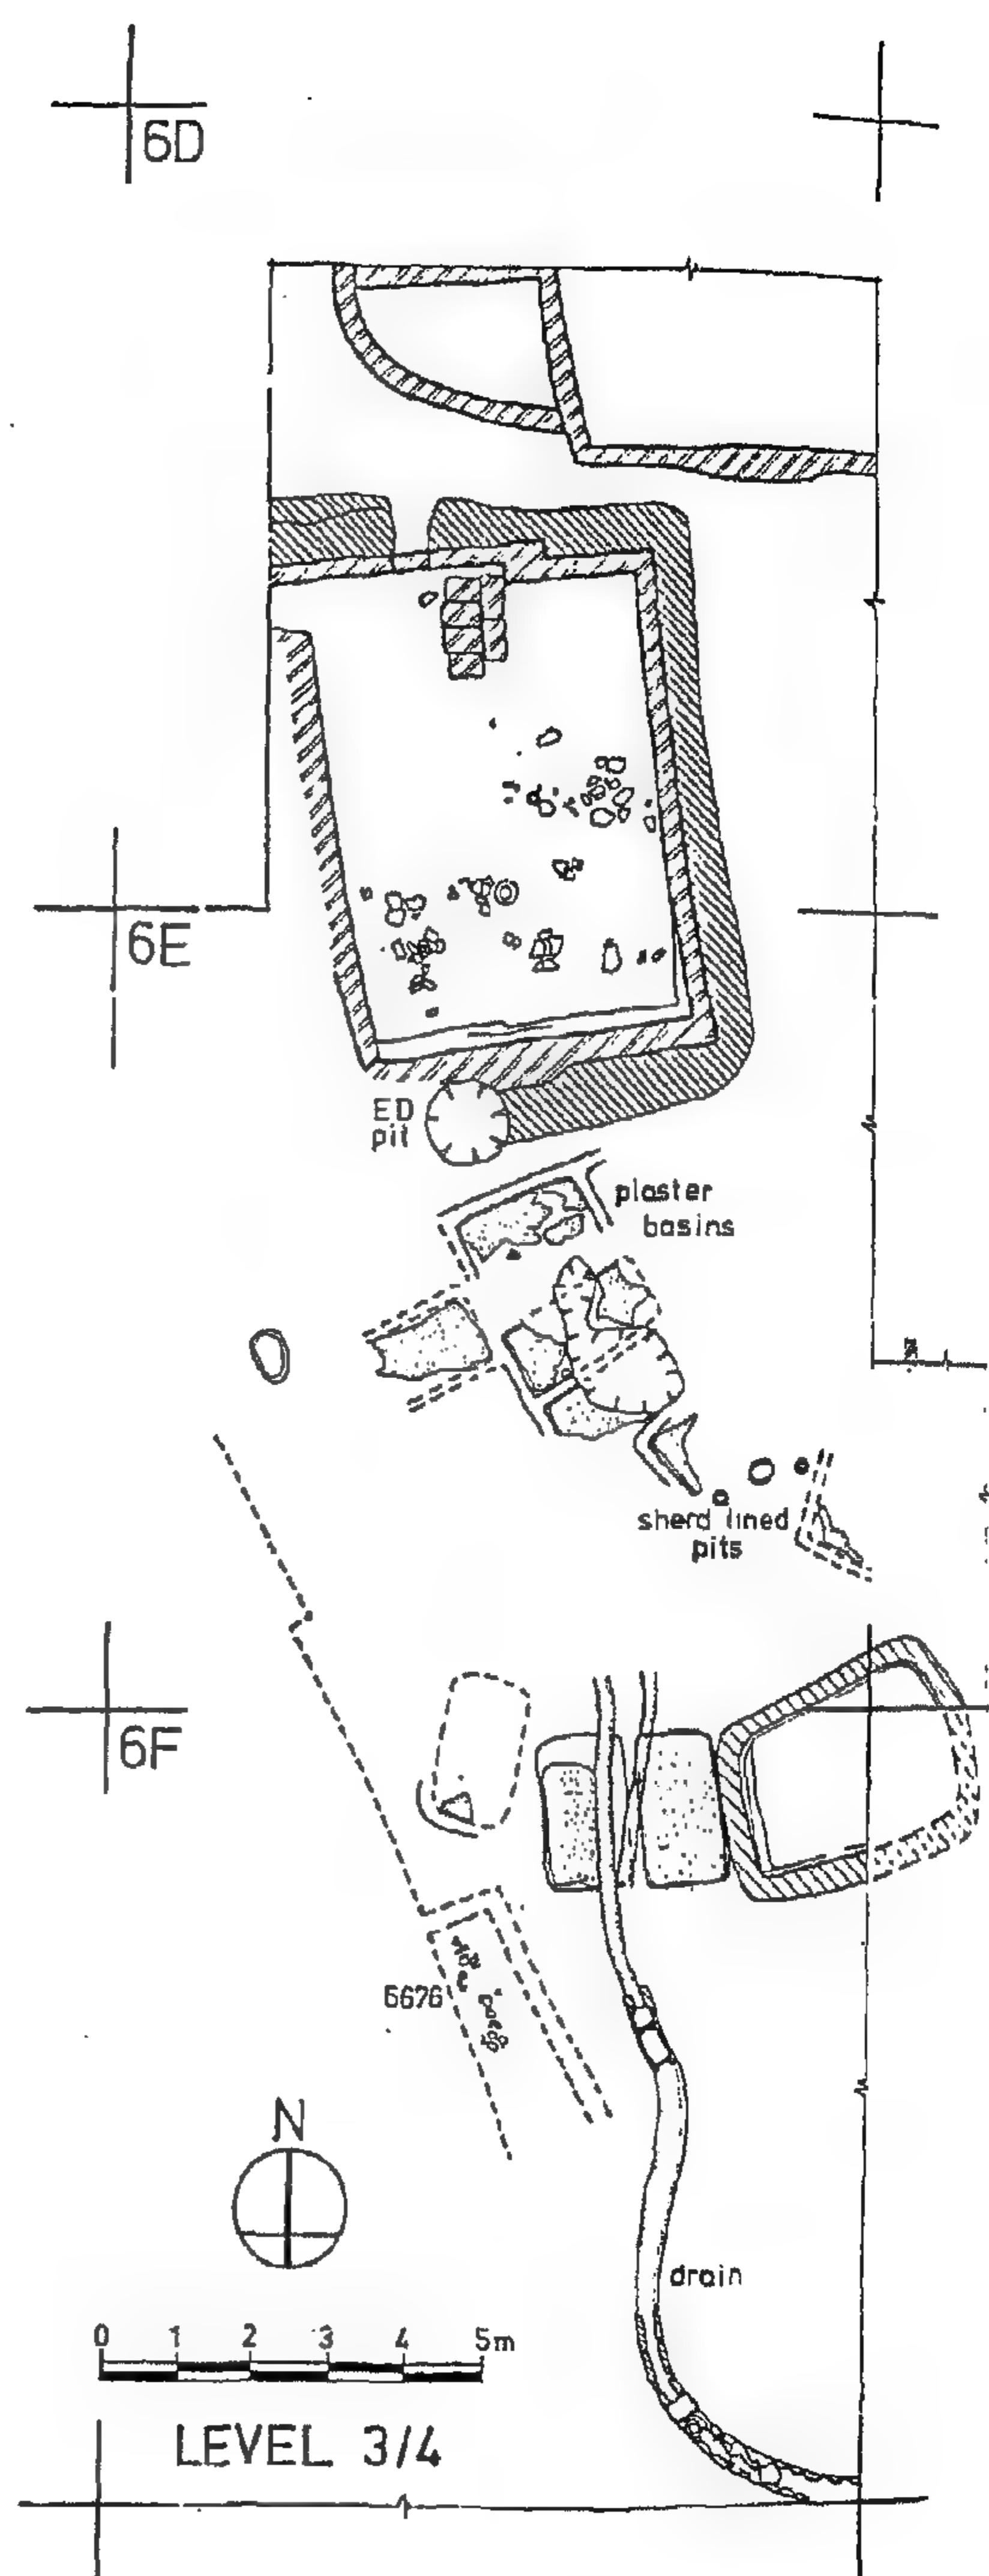 6D
6E
ED
pit
plaster
basins
sherd lined
pits
6F
6676
N
drain
0 1 2 3 4 5m
LEVEL 3/4